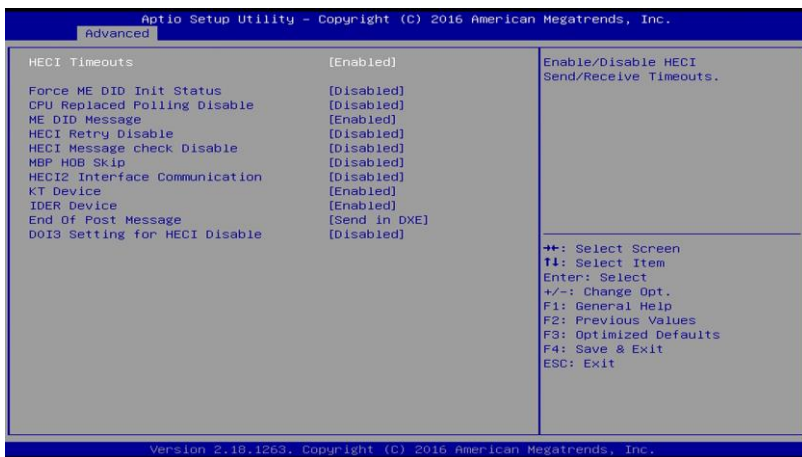 Aptio Setup Utility – Copyright (C) 2016 American Megatrends, Inc.
Advanced
HECI Timeouts [Enabled]
Force ME DID Init Status [Disabled]
CPU Replaced Polling Disable [Disabled]
ME DID Message [Enabled]
HECI Retry Disable [Disabled]
HECI Message check Disable [Disabled]
MBP HOB Skip [Disabled]
HECI2 Interface Communication [Disabled]
KT Device [Enabled]
IDER Device [Enabled]
End Of Post Message [Send in DXE]
DOI3 Setting for HECI Disable [Disabled]
Enable/Disable HECI
Send/Receive Timeouts.
→←: Select Screen
↑↓: Select Item
Enter: Select
+/-: Change Opt.
F1: General Help
F2: Previous Values
F3: Optimized Defaults
F4: Save & Exit
ESC: Exit
Version 2.18.1263. Copyright (C) 2016 American Megatrends, Inc.